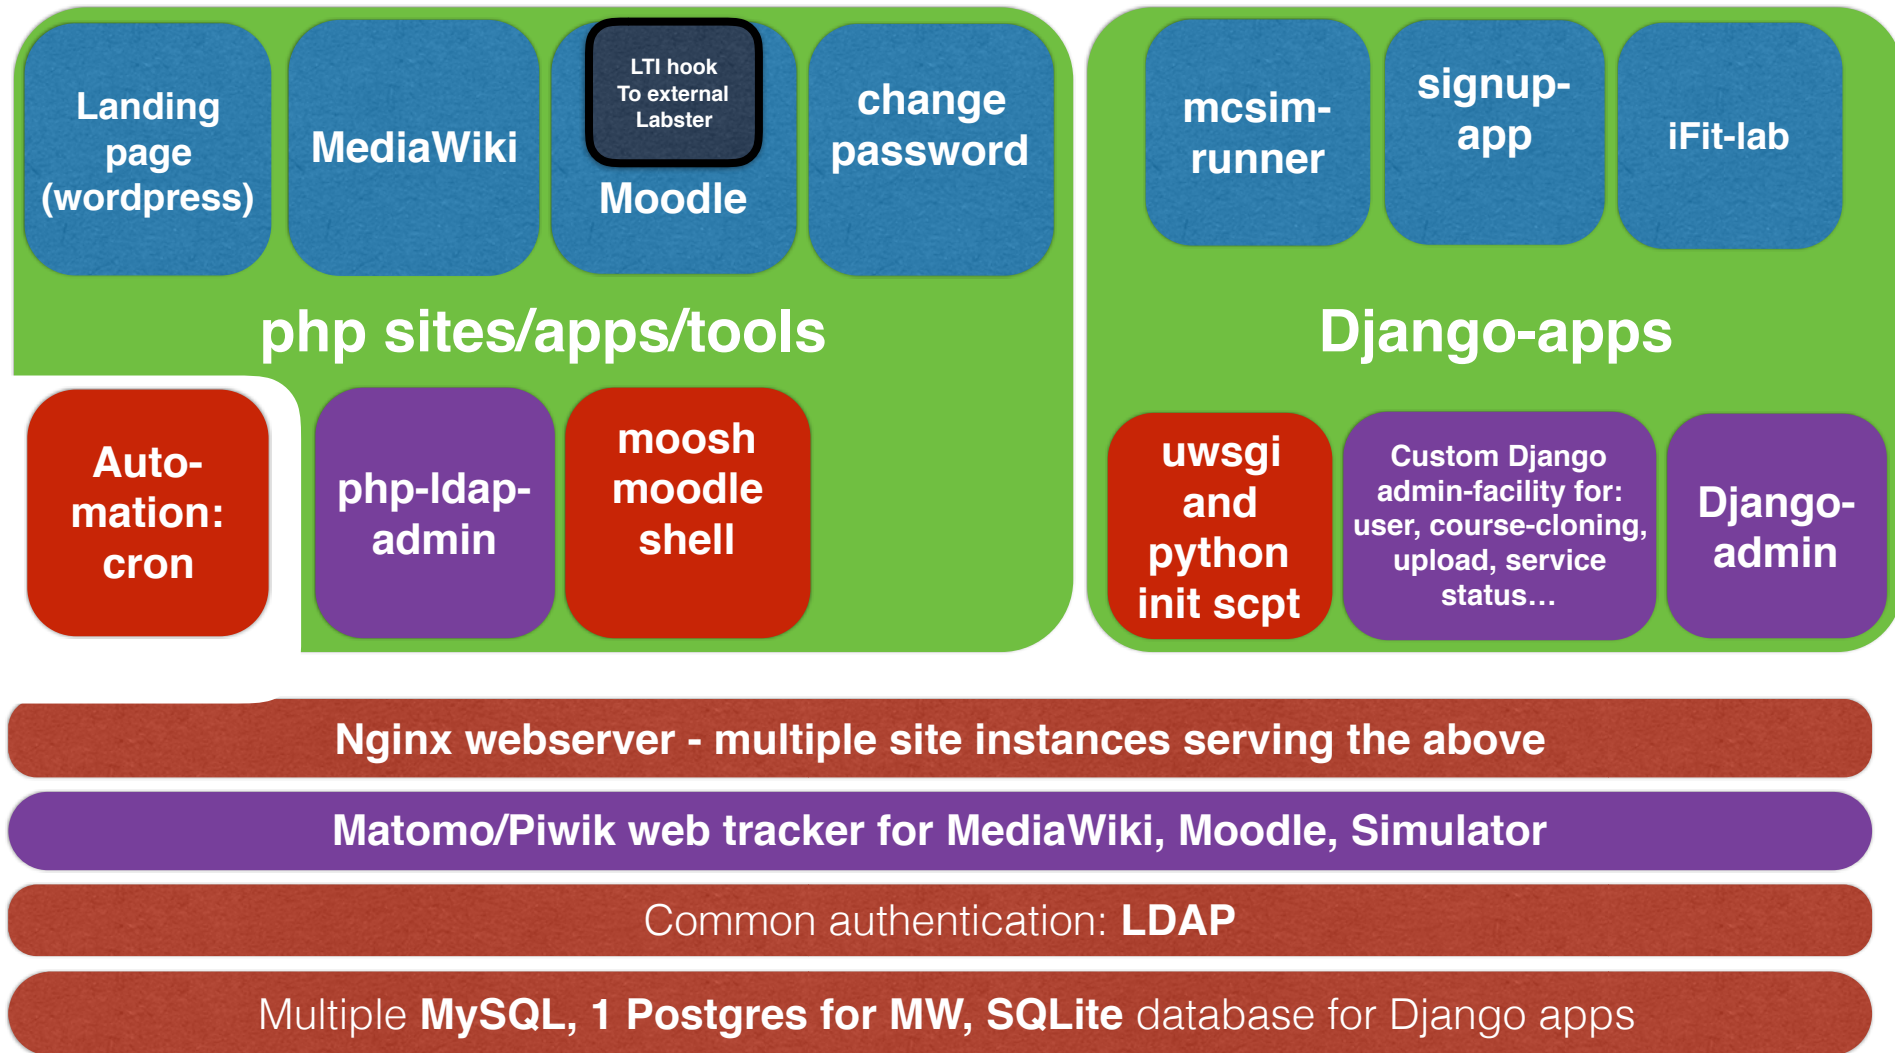 Landing
page
(wordpress)
MediaWiki
LTI hook
To external
Labster
Moodle
change
password
mcsim-
runner
signup-
app
iFit-lab
php sites/apps/tools
Django-apps
Auto-
mation:
cron
php-ldap-
admin
moosh
moodle
shell
uwsgi
and
python
init scpt
Custom Django
admin-facility for:
user, course-cloning,
upload, service
status…
Django-
admin
Nginx webserver - multiple site instances serving the above
Matomo/Piwik web tracker for MediaWiki, Moodle, Simulator
Common authentication: LDAP
Multiple MySQL, 1 Postgres for MW, SQLite database for Django apps